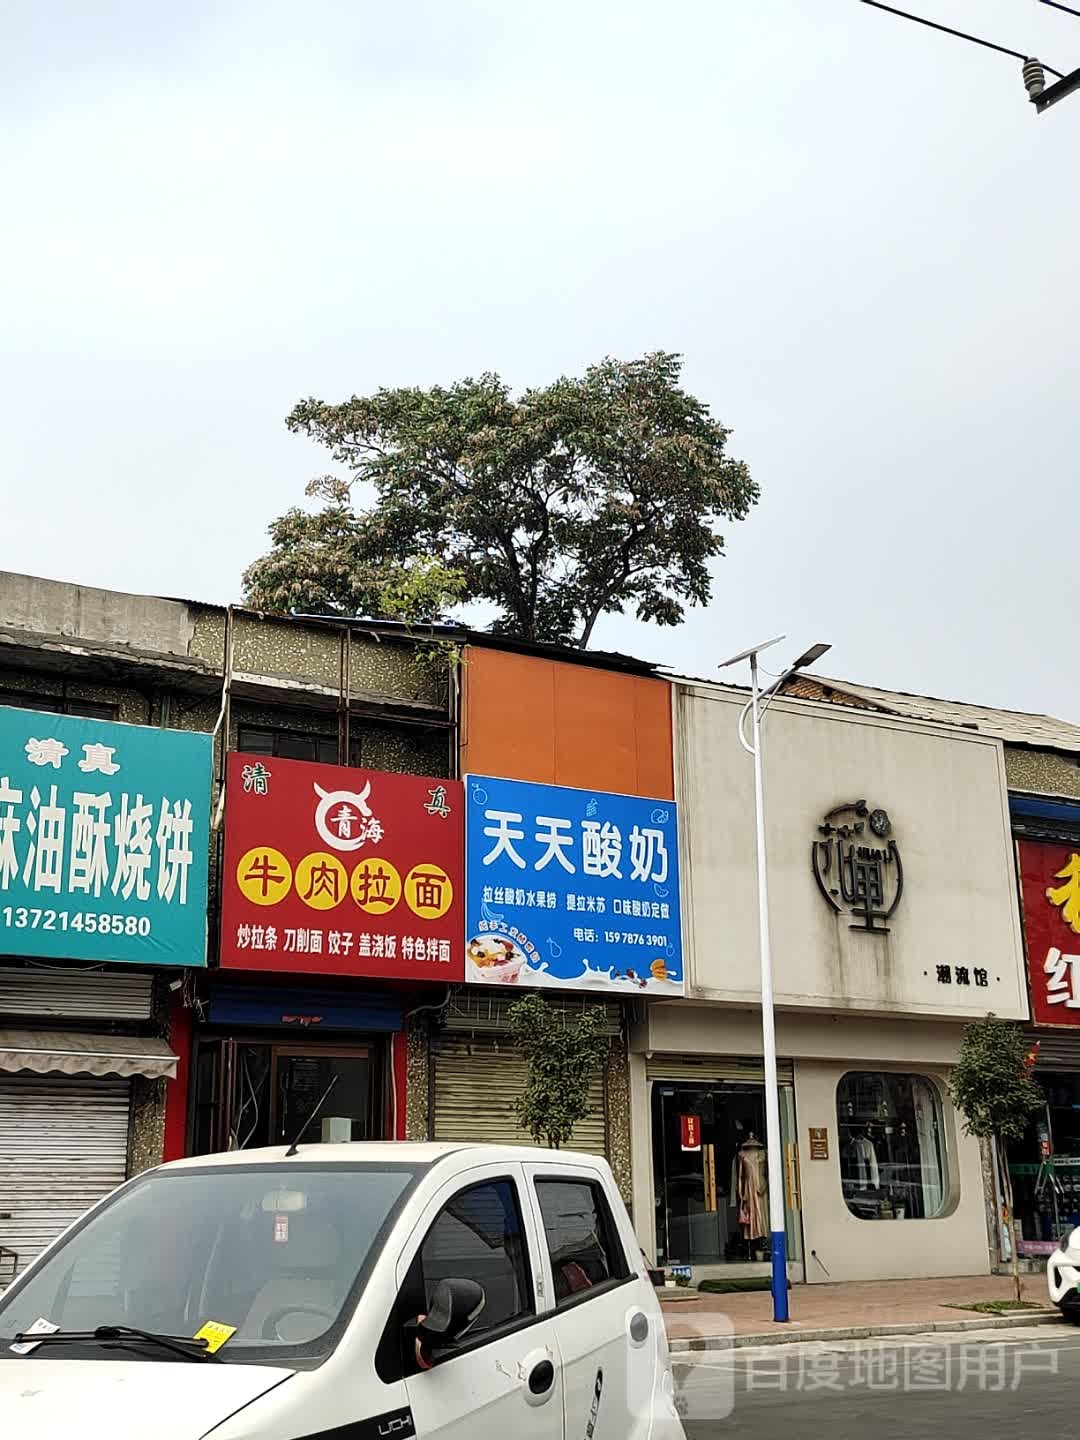 清真
麻油酥烧饼
13721458580
清 真
青海
牛肉拉面
炒拉条 刀削面 饺子 盖浇饭 特色拌面
天天酸奶
拉丝酸奶水果捞 提拉米苏 口味酸奶定做
电话：159 7876 3901
HUA LI
·潮流馆·
红
百度地图用户